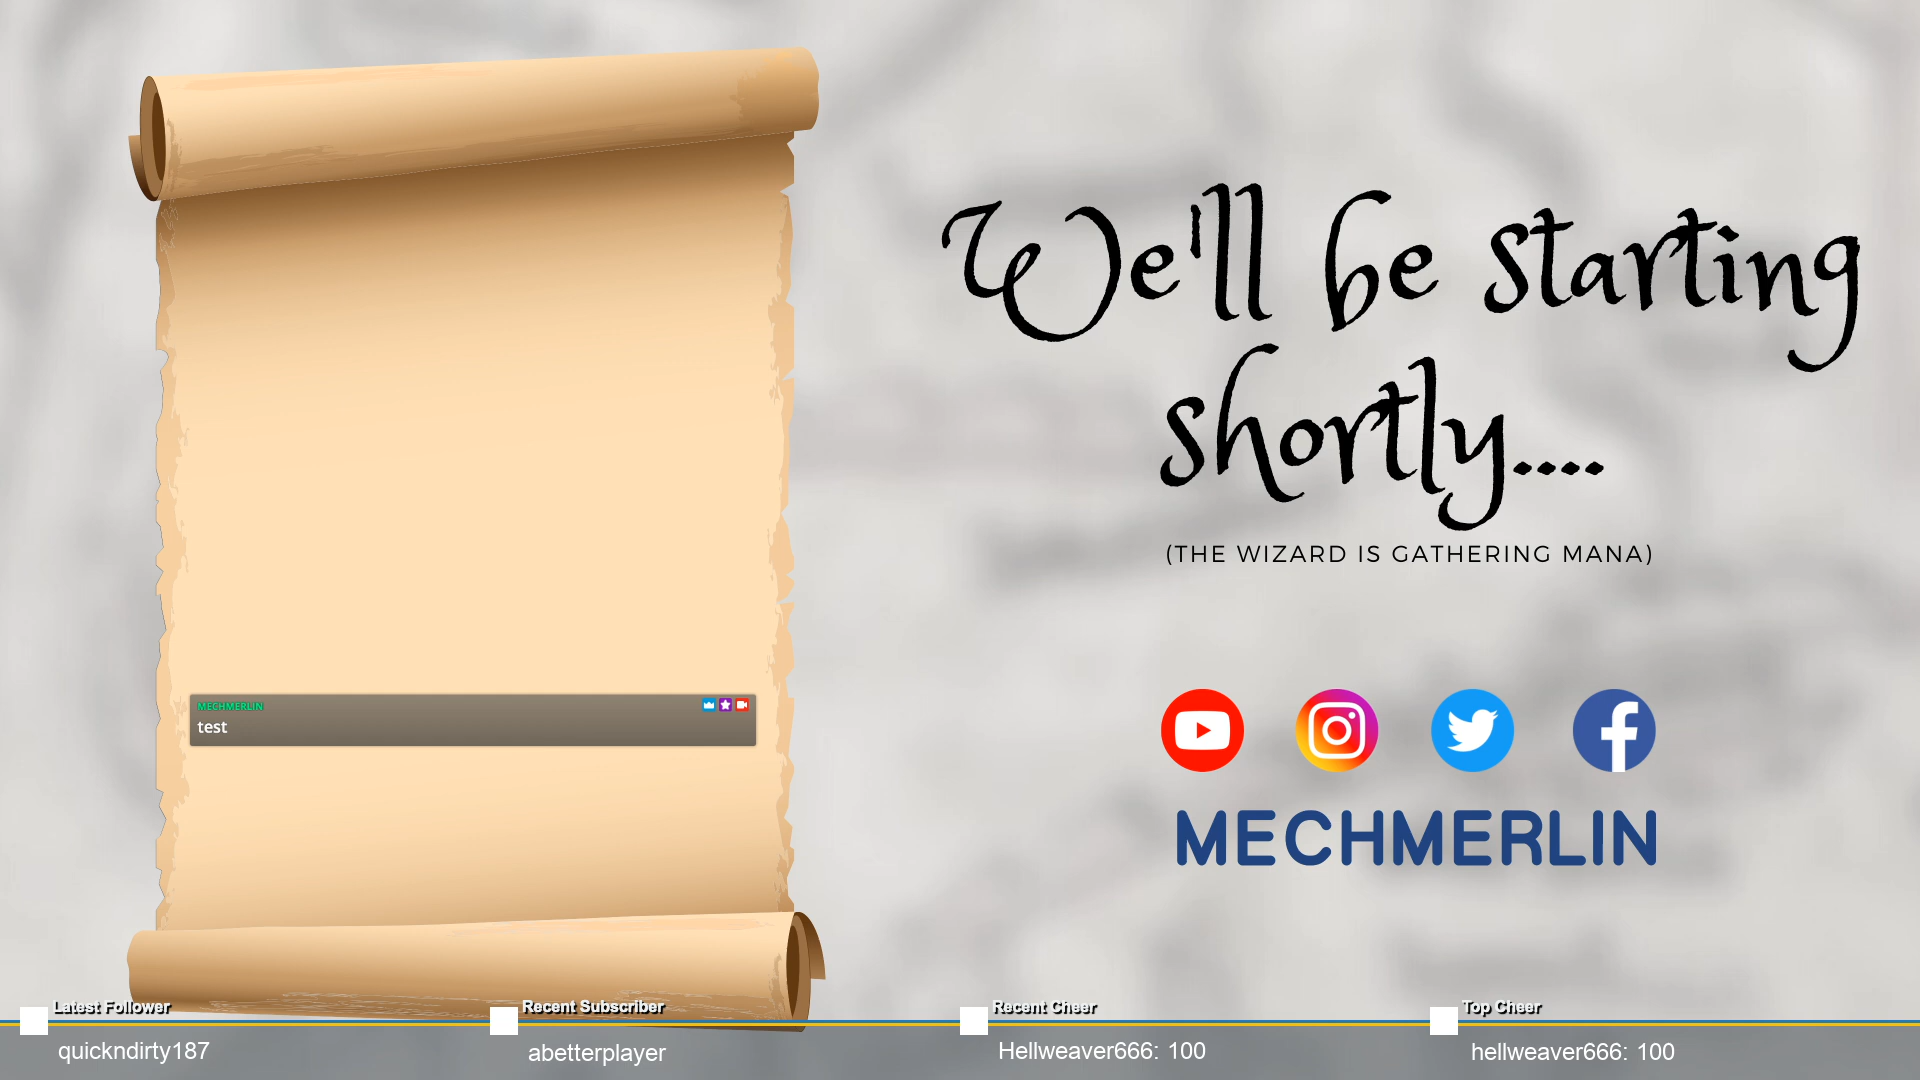 We'll be starting
shortly....
(THE WIZARD IS GATHERING MANA)
MECHMERLIN
test
MECHMERLIN
Latest Follower
quickndirty187
Recent Subscriber
abetterplayer
Recent Cheer
Hellweaver666: 100
Top Cheer
hellweaver666: 100